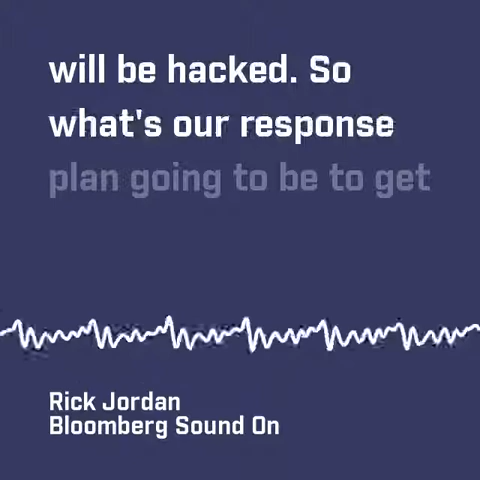 will be hacked. So
what's our response
plan going to be to get
Rick Jordan
Bloomberg Sound On